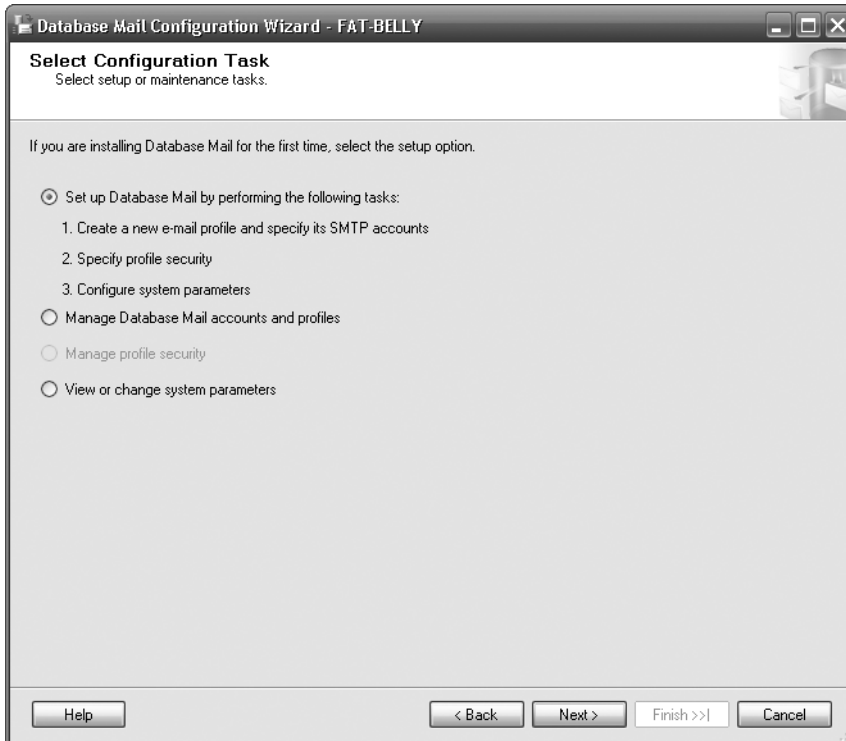 Database Mail Configuration Wizard - FAT-BELLY
Select Configuration Task
Select setup or maintenance tasks.
If you are installing Database Mail for the first time, select the setup option.
Set up Database Mail by performing the following tasks:
1. Create a new e-mail profile and specify its SMTP accounts
2. Specify profile security
3. Configure system parameters
Manage Database Mail accounts and profiles
Manage profile security
View or change system parameters
Help
< Back
Next >
Finish >>|
Cancel